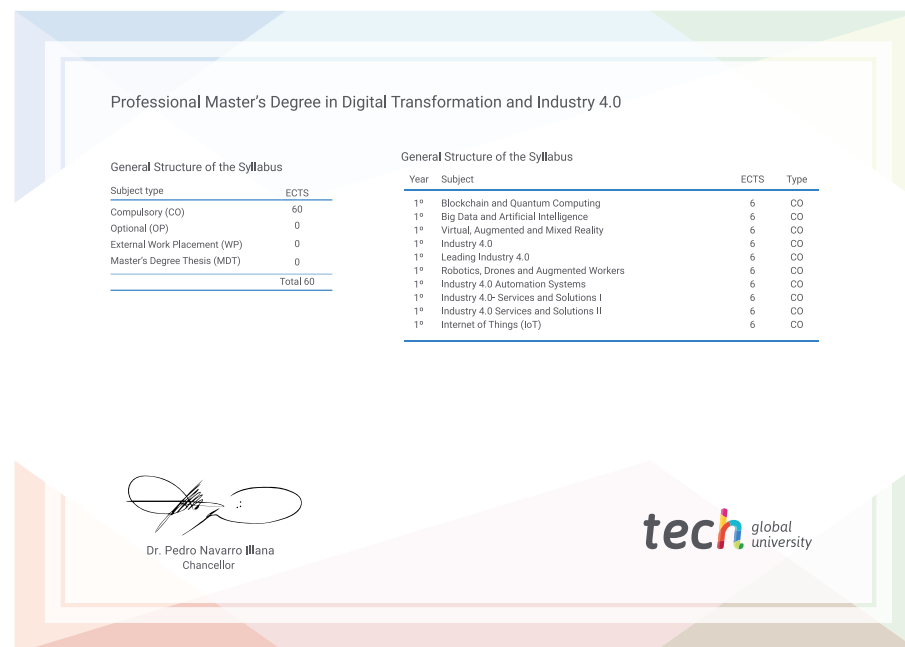 Professional Master's Degree in Digital Transformation and Industry 4.0
General Structure of the Syllabus
Subject type ECTS
Compulsory (CO) 60
Optional (OP) 0
External Work Placement (WP) 0
Master's Degree Thesis (MDT) 0
Total 60
General Structure of the Syllabus
Year Subject ECTS Type
1º Blockchain and Quantum Computing 6 CO
1º Big Data and Artificial Intelligence 6 CO
1º Virtual, Augmented and Mixed Reality 6 CO
1º Industry 4.0 6 CO
1º Leading Industry 4.0 6 CO
1º Robotics, Drones and Augmented Workers 6 CO
1º Industry 4.0 Automation Systems 6 CO
1º Industry 4.0- Services and Solutions I 6 CO
1º Industry 4.0 Services and Solutions II 6 CO
1º Internet of Things (IoT) 6 CO
Dr. Pedro Navarro Illana
Chancellor
tech global university